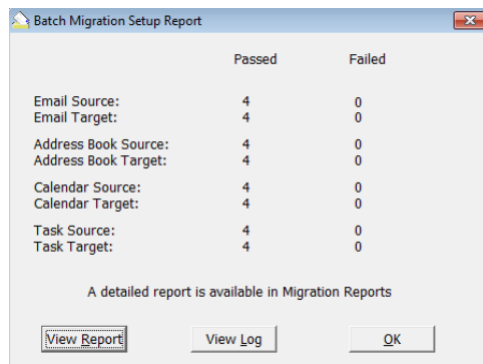 Batch Migration Setup Report
Passed Failed
Email Source: 4 0
Email Target: 4 0
Address Book Source: 4 0
Address Book Target: 4 0
Calendar Source: 4 0
Calendar Target: 4 0
Task Source: 4 0
Task Target: 4 0
A detailed report is available in Migration Reports
View Report View Log OK